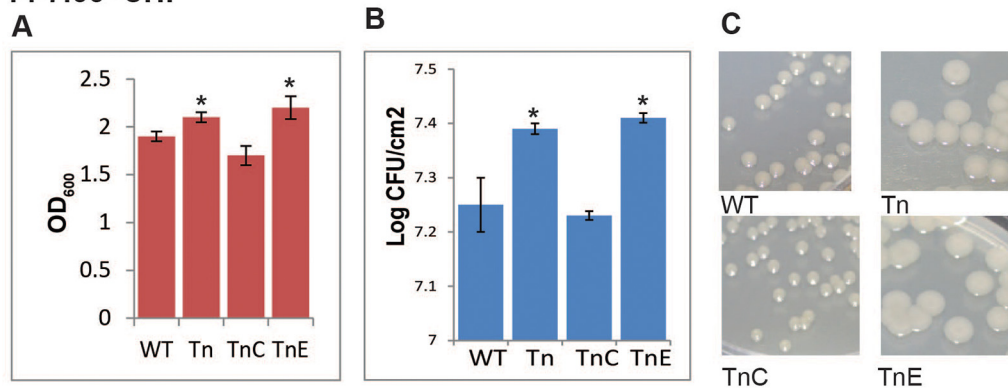 A
B
C
2.5
2
1.5
1
0.5
0
OD600
*
*
WT Tn TnC TnE
7.5
7.4
7.3
7.2
7.1
7
Log CFU/cm2
*
*
WT Tn TnC TnE
WT
Tn
TnC
TnE